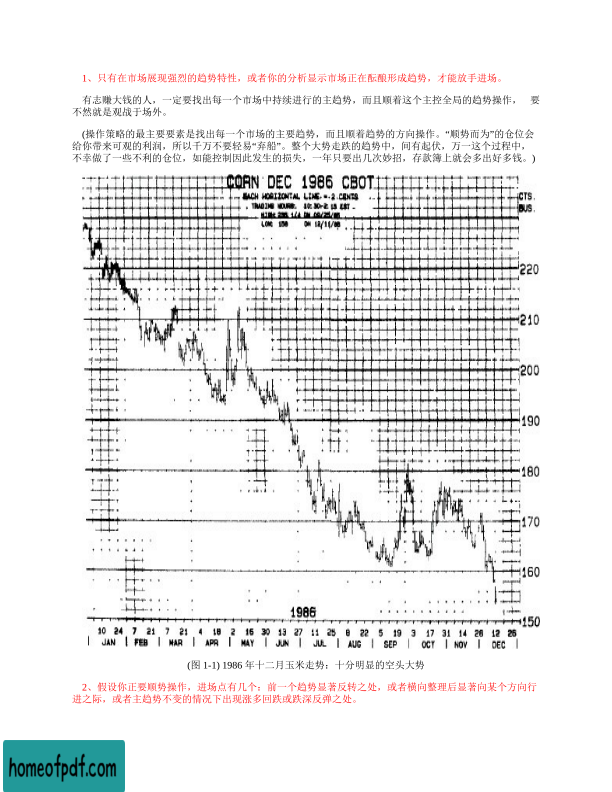 1、只有在市场展现强烈的趋势特性，或者你的分析显示市场正在酝酿形成趋势，才能放手进场。
有志赚大钱的人，一定要找出每一个市场中持续进行的主趋势，而且顺着这个主控全局的趋势操作， 要
不然就是观战于场外。
(操作策略的最主要要素是找出每一个市场的主要趋势，而且顺着趋势的方向操作。“顺势而为”的仓位会
给你带来可观的利润，所以千万不要轻易“弃船”。整个大势走跌的趋势中，间有起伏，万一这个过程中，
不幸做了一些不利的仓位，如能控制因此发生的损失，一年只要出几次妙招，存款簿上就会多出好多钱。)
CORN DEC 1986 CBOT
EACH HORIZONTAL LINE = 2 CENTS
TRADING HOURS: 10:30-2:15 EST
CTS.
BUS.
220
210
200
190
180
170
160
150
1986
10 24 7 21 7 21 4 18 2 16 30 13 27 11 25 8 22 5 19 3 17 31 14 28 12 26
JAN FEB MAR APR MAY JUN JUL AUG SEP OCT NOV DEC
(图 1-1) 1986 年十二月玉米走势；十分明显的空头大势
2、假设你正要顺势操作，进场点有几个：前一个趋势显著反转之处，或者横向整理后显著向某个方向行
进之际，或者主趋势不变的情况下出现涨多回跌或跌深反弹之处。
homeofpdf.com